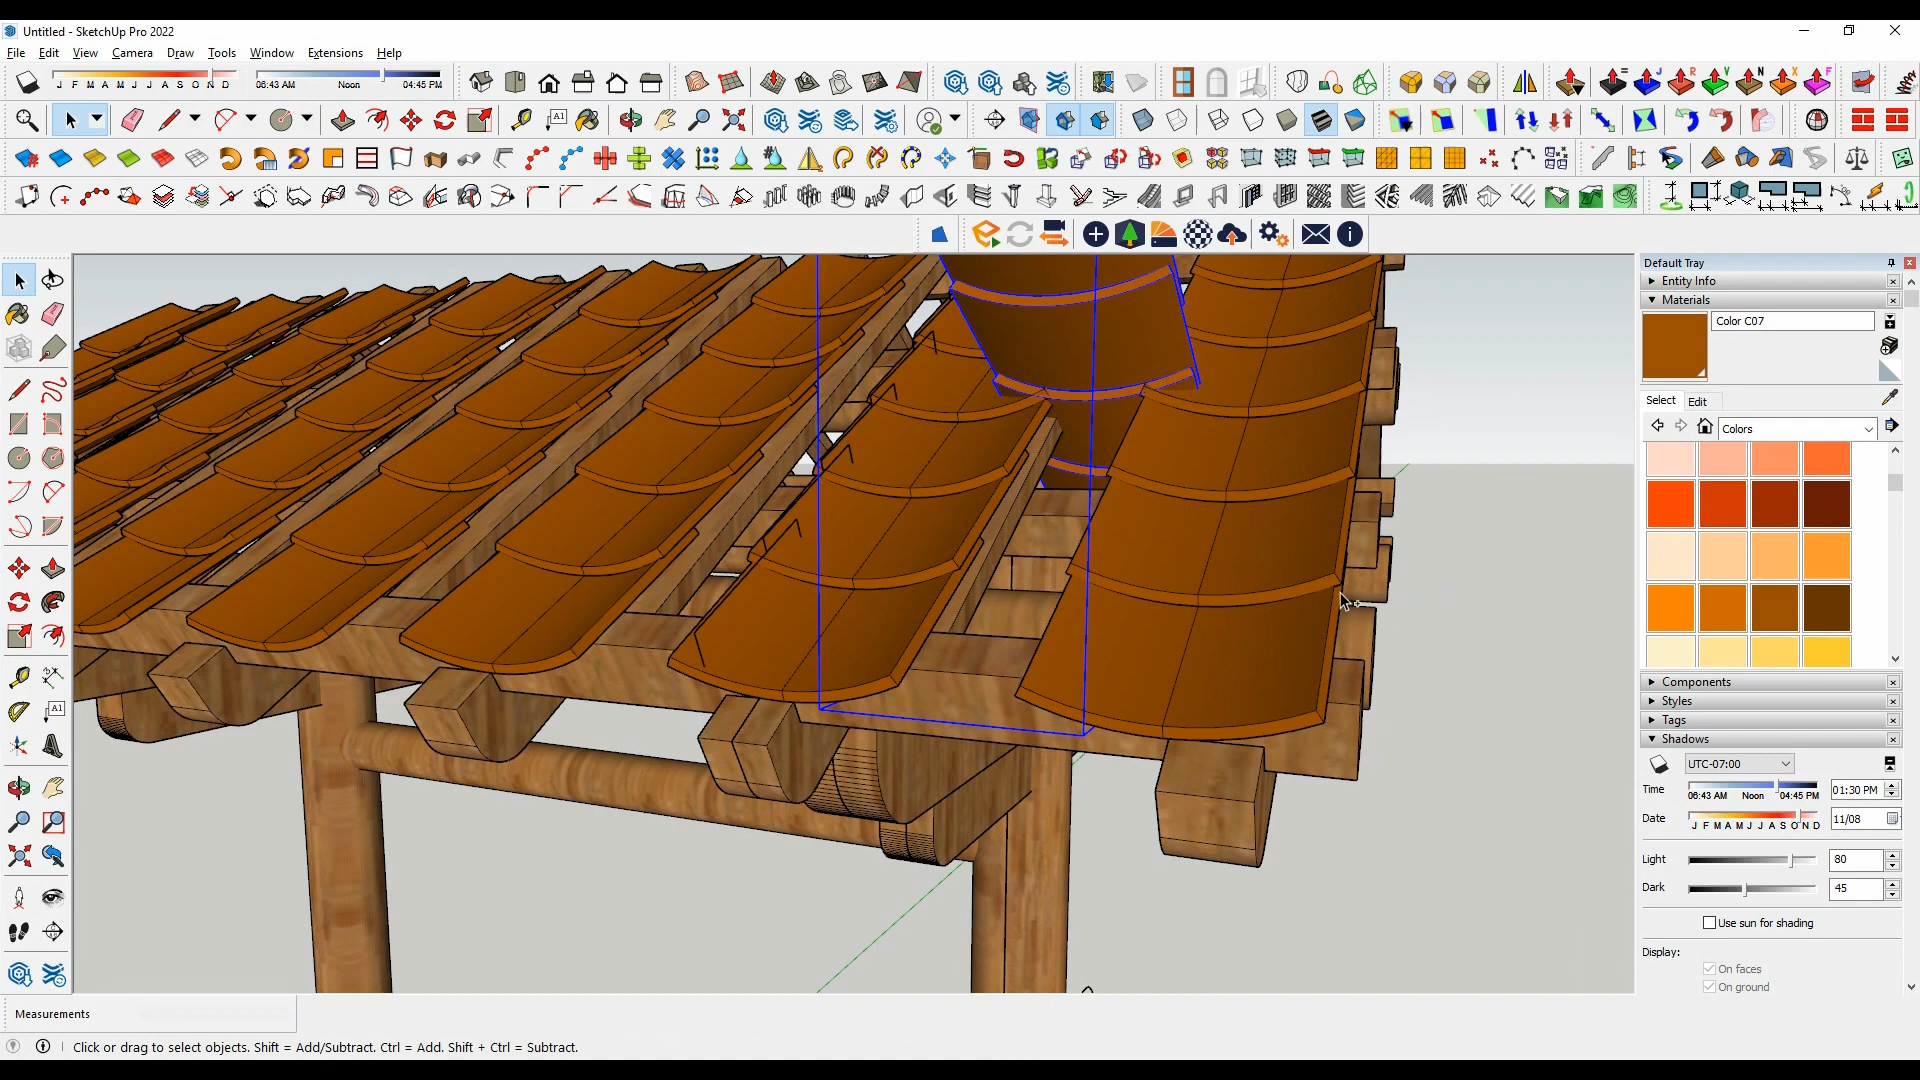 Untitled - SketchUp Pro 2022
File Edit View Camera Draw Tools Window Extensions Help
J F M A M J J A S O N D
06:43 AM Noon 04:45 PM
Default Tray
Entity Info
Materials
Color C07
Select Edit
Colors
Components
Styles
Tags
Shadows
UTC-07:00
Time
06:43 AM Noon 04:45 PM
01:30 PM
Date
J F M A M J J A S O N D
11/08
Light
80
Dark
45
Use sun for shading
Display:
On faces
On ground
Measurements
Click or drag to select objects. Shift = Add/Subtract. Ctrl = Add. Shift + Ctrl = Subtract.